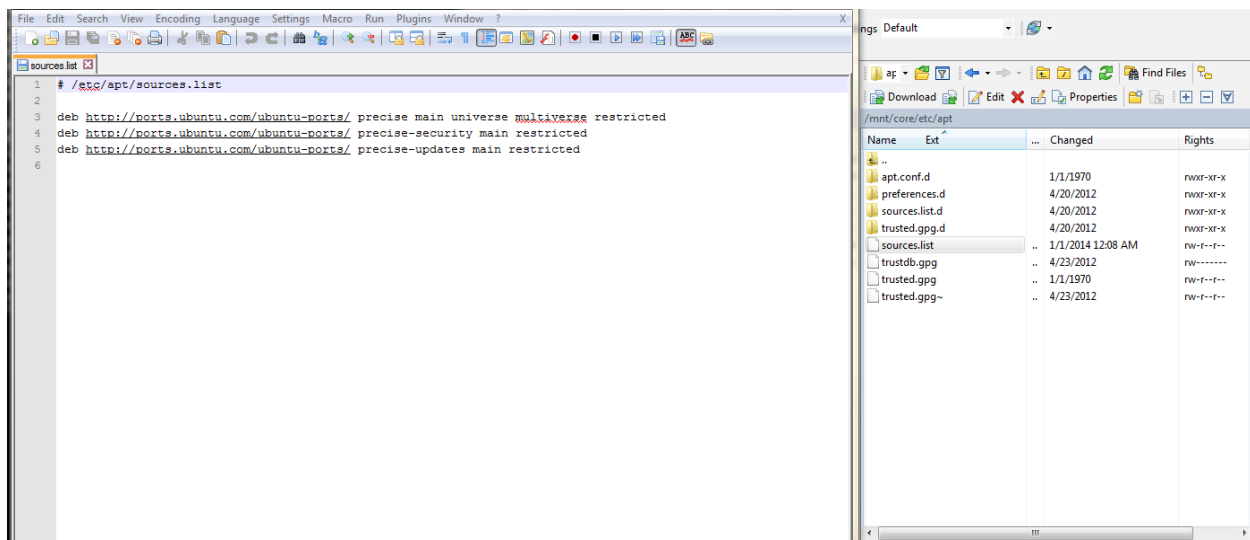 File Edit Search View Encoding Language Settings Macro Run Plugins Window ? X
ABC
sources.list
1 # /etc/apt/sources.list
2
3 deb http://ports.ubuntu.com/ubuntu-ports/ precise main universe multiverse restricted
4 deb http://ports.ubuntu.com/ubuntu-ports/ precise-security main restricted
5 deb http://ports.ubuntu.com/ubuntu-ports/ precise-updates main restricted
6
ngs Default
Find Files
Download Edit Properties
/mnt/core/etc/apt
Name Ext ... Changed Rights
..
apt.conf.d 1/1/1970 rwxr-xr-x
preferences.d 4/20/2012 rwxr-xr-x
sources.list.d 4/20/2012 rwxr-xr-x
trusted.gpg.d 4/20/2012 rwxr-xr-x
sources.list .. 1/1/2014 12:08 AM rw-r--r--
trustdb.gpg .. 4/23/2012 rw-------
trusted.gpg .. 1/1/1970 rw-r--r--
trusted.gpg~ .. 4/23/2012 rw-r--r--